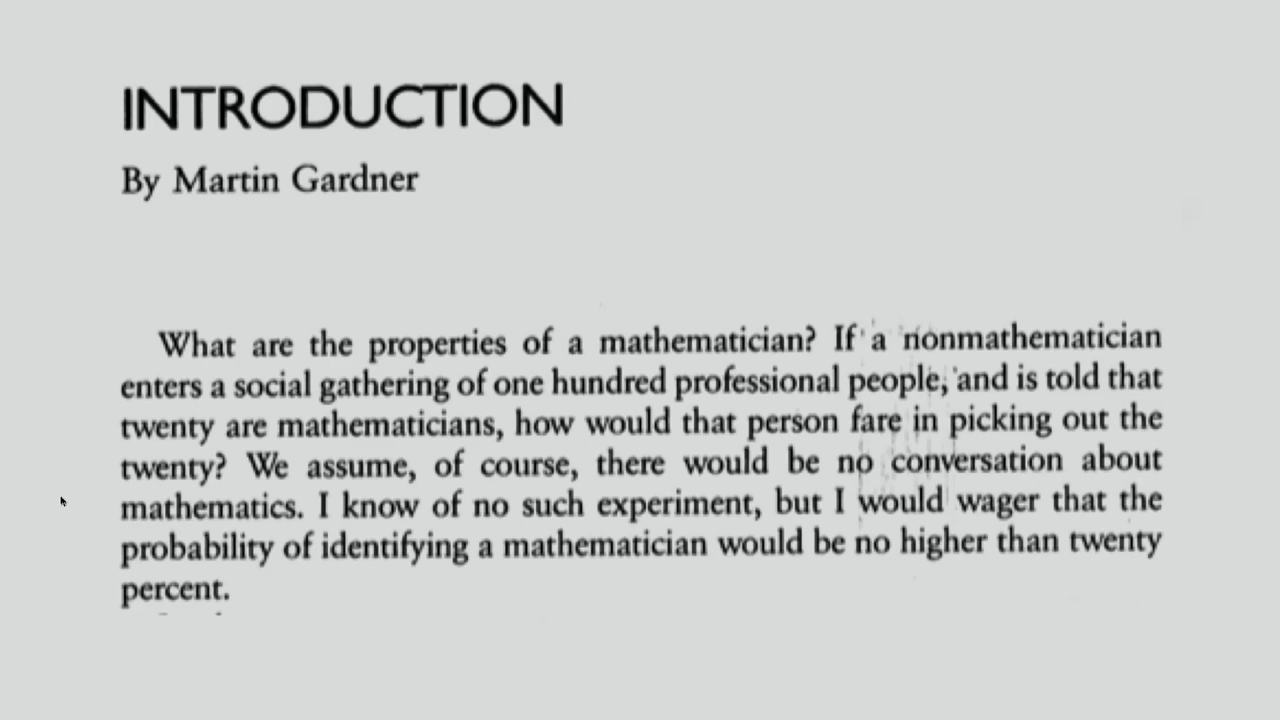 INTRODUCTION
By Martin Gardner
What are the properties of a mathematician? If a nonmathematician
enters a social gathering of one hundred professional people, and is told that
twenty are mathematicians, how would that person fare in picking out the
twenty? We assume, of course, there would be no conversation about
mathematics. I know of no such experiment, but I would wager that the
probability of identifying a mathematician would be no higher than twenty
percent.